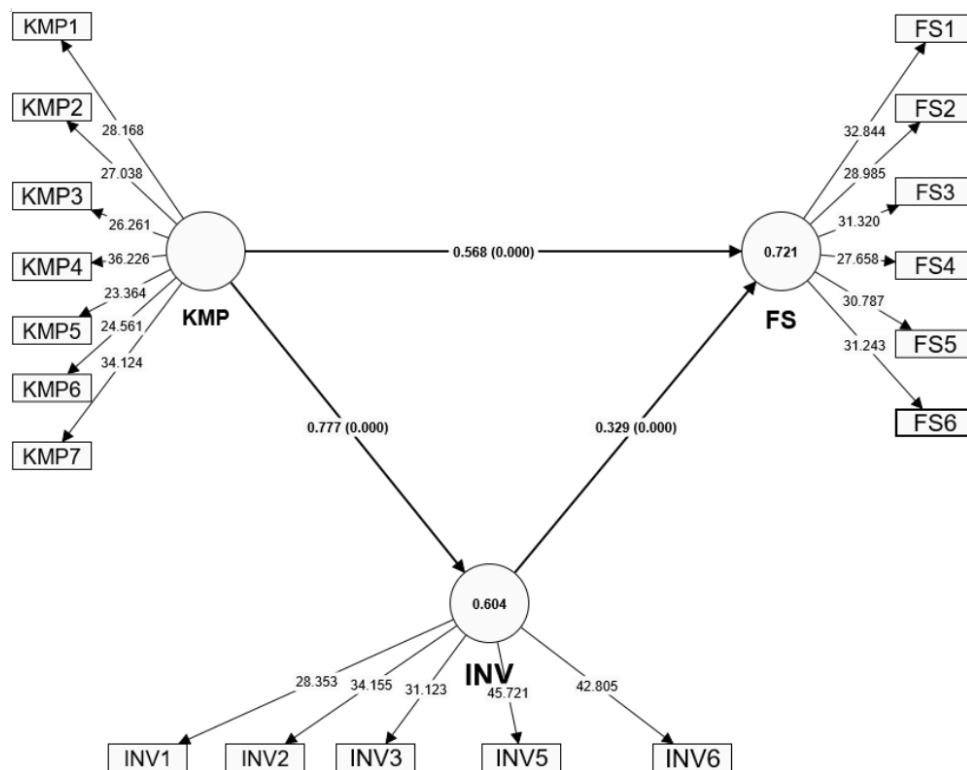 KMP1
FS1
KMP2
FS2
28.168
32.844
27.038
28.985
KMP3
FS3
26.261
31.320
KMP4
36.226
0.568 (0.000)
0.721
27.658
FS4
23.364
30.787
KMP5
KMP
FS
FS5
24.561
34.124
31.243
KMP6
FS6
KMP7
0.777 (0.000)
0.329 (0.000)
0.604
INV
28.353
34.155
31.123
45.721
42.805
INV1
INV2
INV3
INV5
INV6